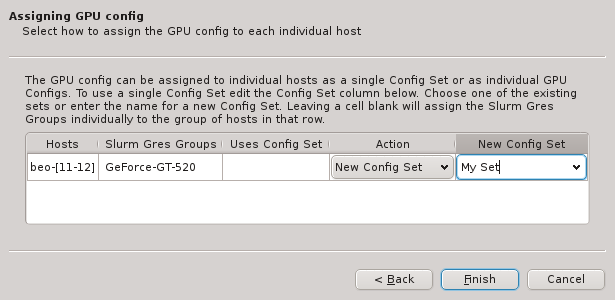 Assigning GPU config
Select how to assign the GPU config to each individual host
The GPU config can be assigned to individual hosts as a single Config Set or as individual GPU
Configs. To use a single Config Set edit the Config Set column below. Choose one of the existing
sets or enter the name for a new Config Set. Leaving a cell blank will assign the Slurm Gres
Groups individually to the group of hosts in that row.
Hosts Slurm Gres Groups Uses Config Set Action New Config Set
beo-[11-12] GeForce-GT-520 New Config Set My Set
< Back Finish Cancel